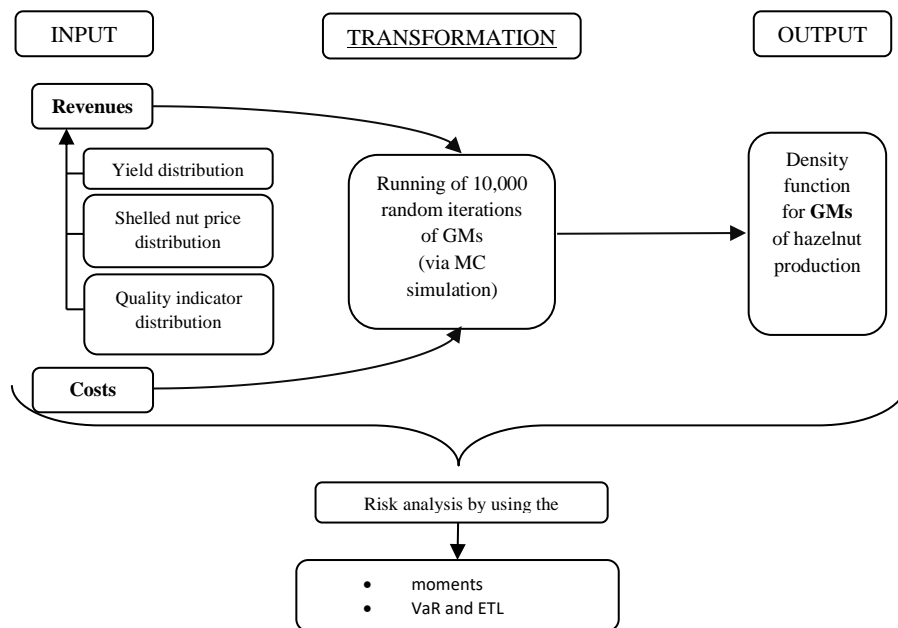 INPUT
TRANSFORMATION
OUTPUT
Revenues
Yield distribution
Shelled nut price
distribution
Quality indicator
distribution
Costs
Running of 10,000
random iterations
of GMs
(via MC
simulation)
Density
function
for GMs
of hazelnut
production
Risk analysis by using the
• moments
• VaR and ETL